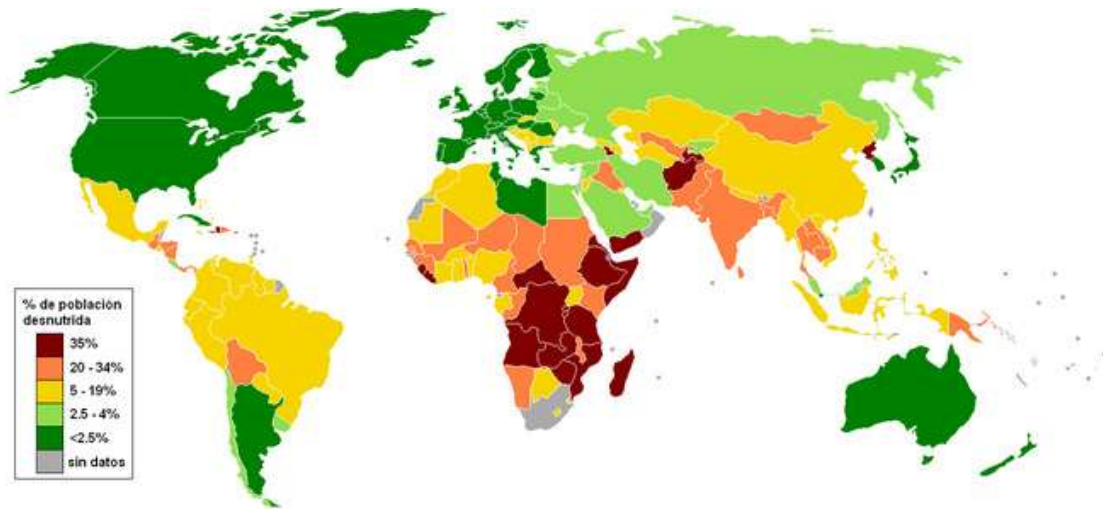 % de población
desnutrida
35%
20 - 34%
5 - 19%
2.5 - 4%
<2.5%
sin datos